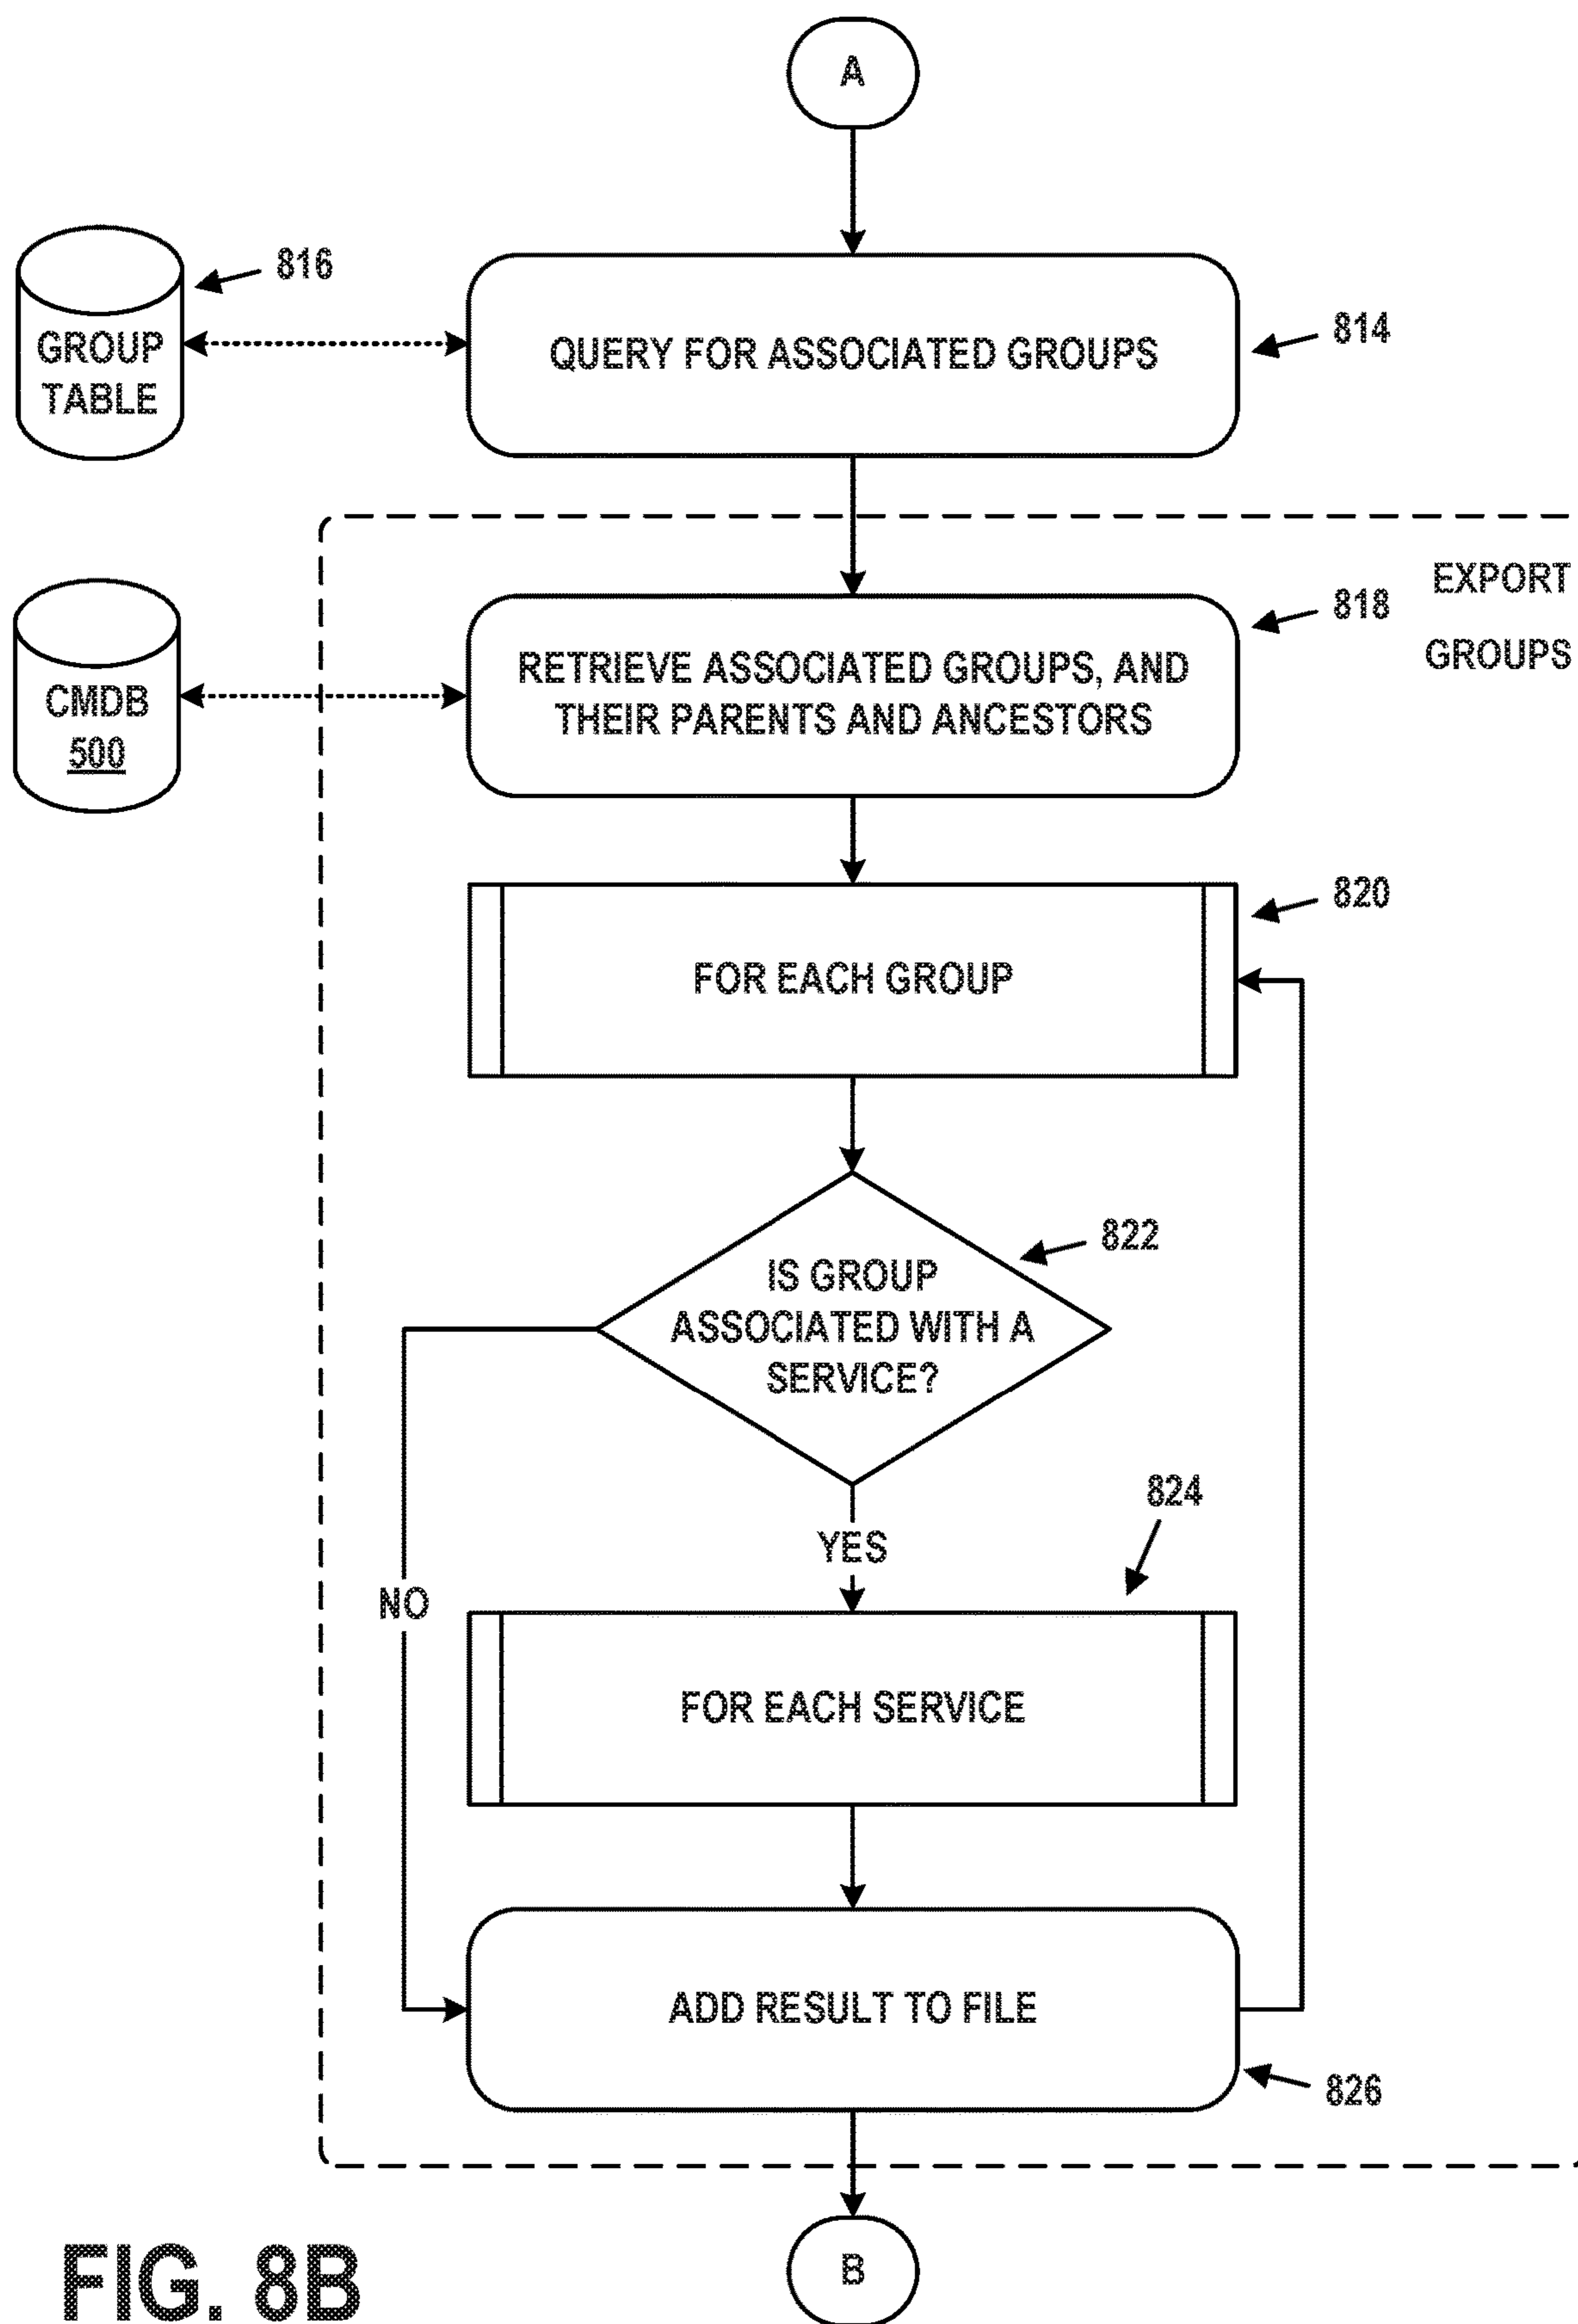 A
816
GROUP
TABLE
QUERY FOR ASSOCIATED GROUPS
814
EXPORT
GROUPS
CMDB
500
818
RETRIEVE ASSOCIATED GROUPS, AND
THEIR PARENTS AND ANCESTORS
820
FOR EACH GROUP
822
IS GROUP
ASSOCIATED WITH A
SERVICE?
824
YES
NO
FOR EACH SERVICE
ADD RESULT TO FILE
826
B
FIG. 8B